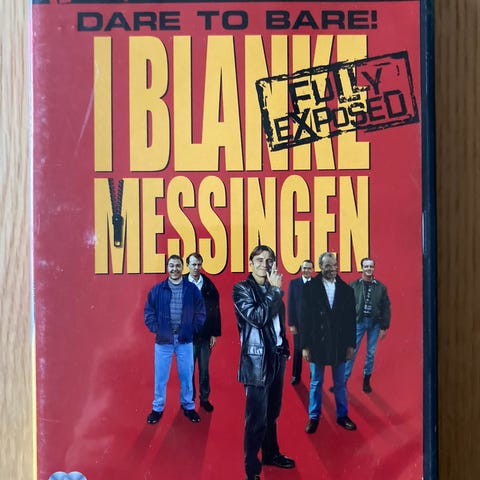 DARE TO BARE!
I BLANKE
MESSINGEN
FULLY
EXPOSED